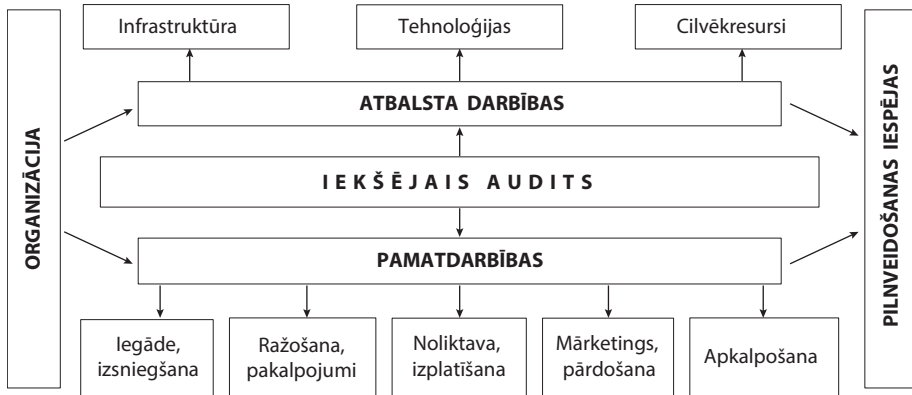 Infrastruktūra
Tehnoloģijas
Cilvēkresursi
ORGANIZĀCIJA
ATBALSTA DARBĪBAS
IEKŠĒJAIS AUDITS
PAMATDARBĪBAS
PILNVEIDOŠANAS IESPĒJAS
Iegāde,
izsniegšana
Ražošana,
pakalpojumi
Noliktava,
izplatīšana
Mārketings,
pārdošana
Apkalpošana